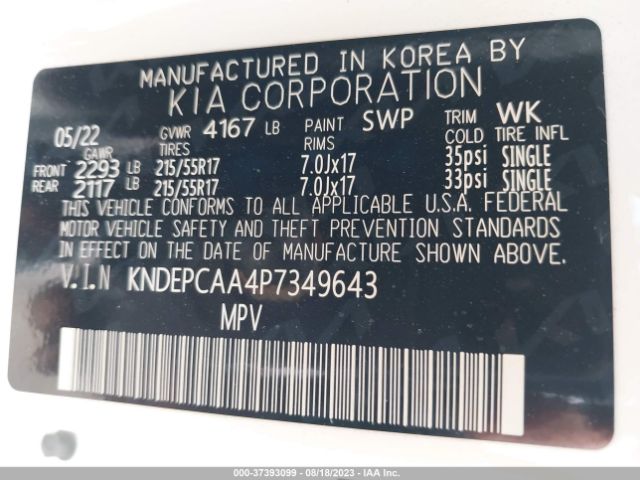 MANUFACTURED IN KOREA BY
KIA CORPORATION
05/22 GVWR 4167 LB PAINT SWP TRIM WK
GAWR TIRES RIMS COLD TIRE INFL
FRONT 2293 LB 215/55R17 7.0Jx17 35psi SINGLE
REAR 2117 LB 215/55R17 7.0Jx17 33psi SINGLE
THIS VEHICLE CONFORMS TO ALL APPLICABLE U.S.A. FEDERAL
MOTOR VEHICLE SAFETY AND THEFT PREVENTION STANDARDS
IN EFFECT ON THE DATE OF MANUFACTURE SHOWN ABOVE.
V.I.N KNDEPCAA4P7349643
MPV
000-37393099 - 08/18/2023 - IAA Inc.